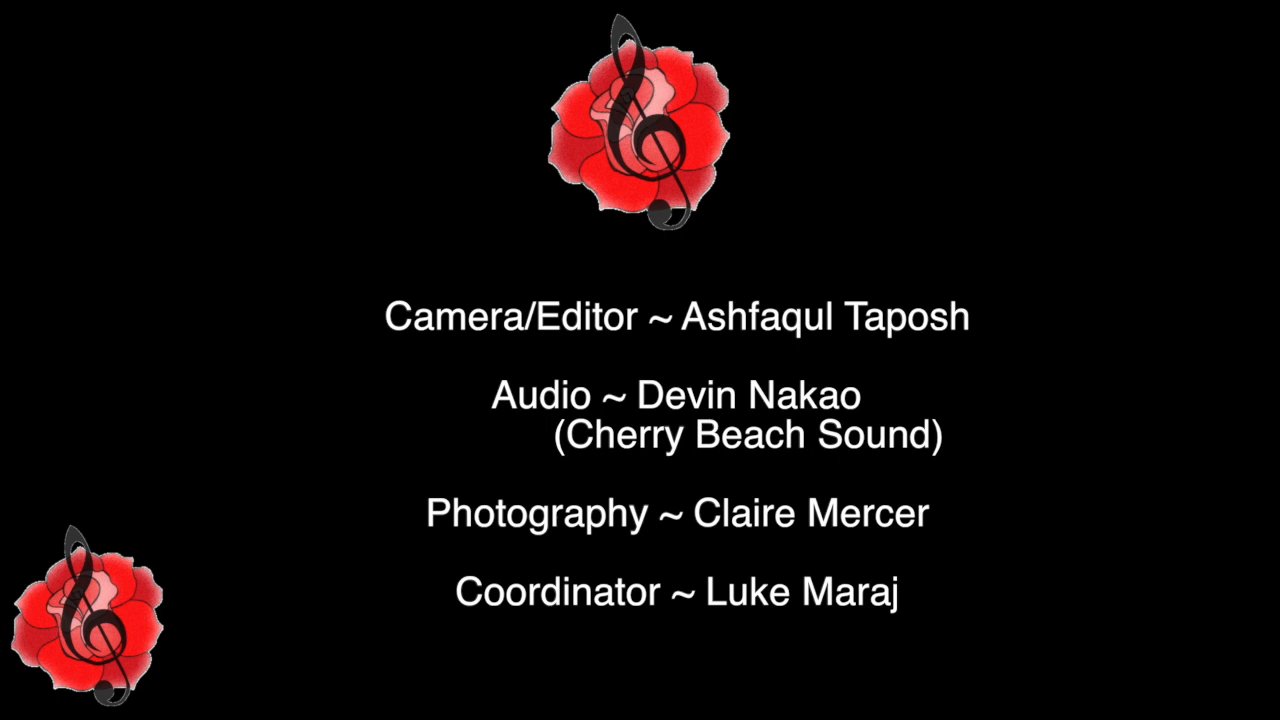 Camera/Editor ~ Ashfaqul Taposh
Audio ~ Devin Nakao
(Cherry Beach Sound)
Photography ~ Claire Mercer
Coordinator ~ Luke Maraj